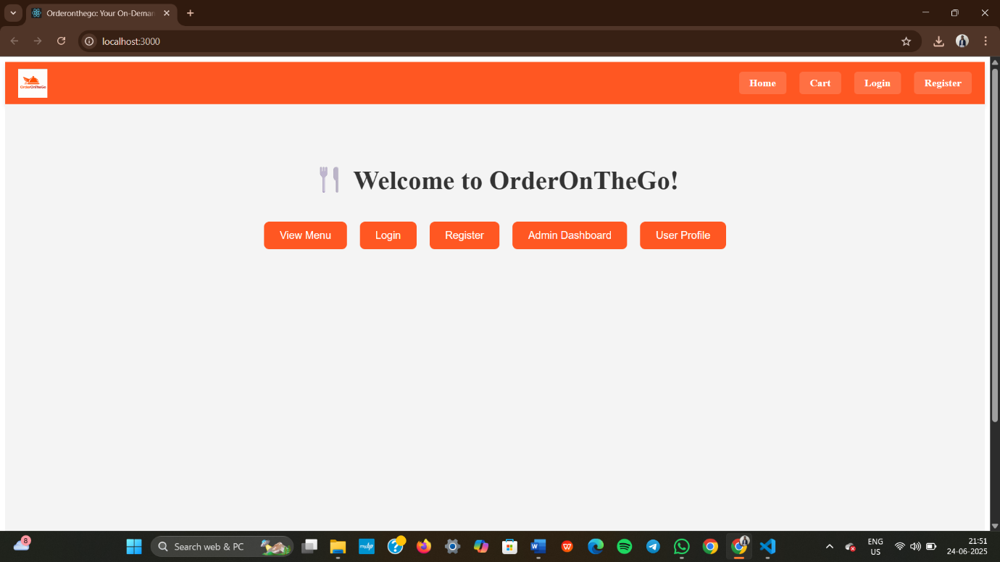 Orderonthego: Your On-Deman
localhost:3000
OrderOnTheGo
Home Cart Login Register
Welcome to OrderOnTheGo!
View Menu Login Register Admin Dashboard User Profile
8
Search web & PC
myhp
ENG
US
21:51
24-06-2025